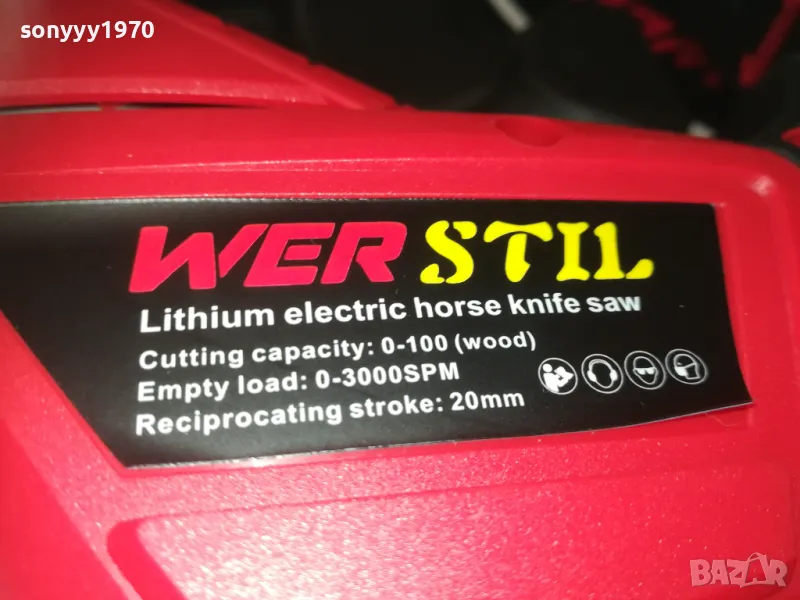 sonyyy1970
WER STIL
Lithium electric horse knife saw
Cutting capacity: 0-100 (wood)
Empty load: 0-3000SPM
Reciprocating stroke: 20mm
BAZAR